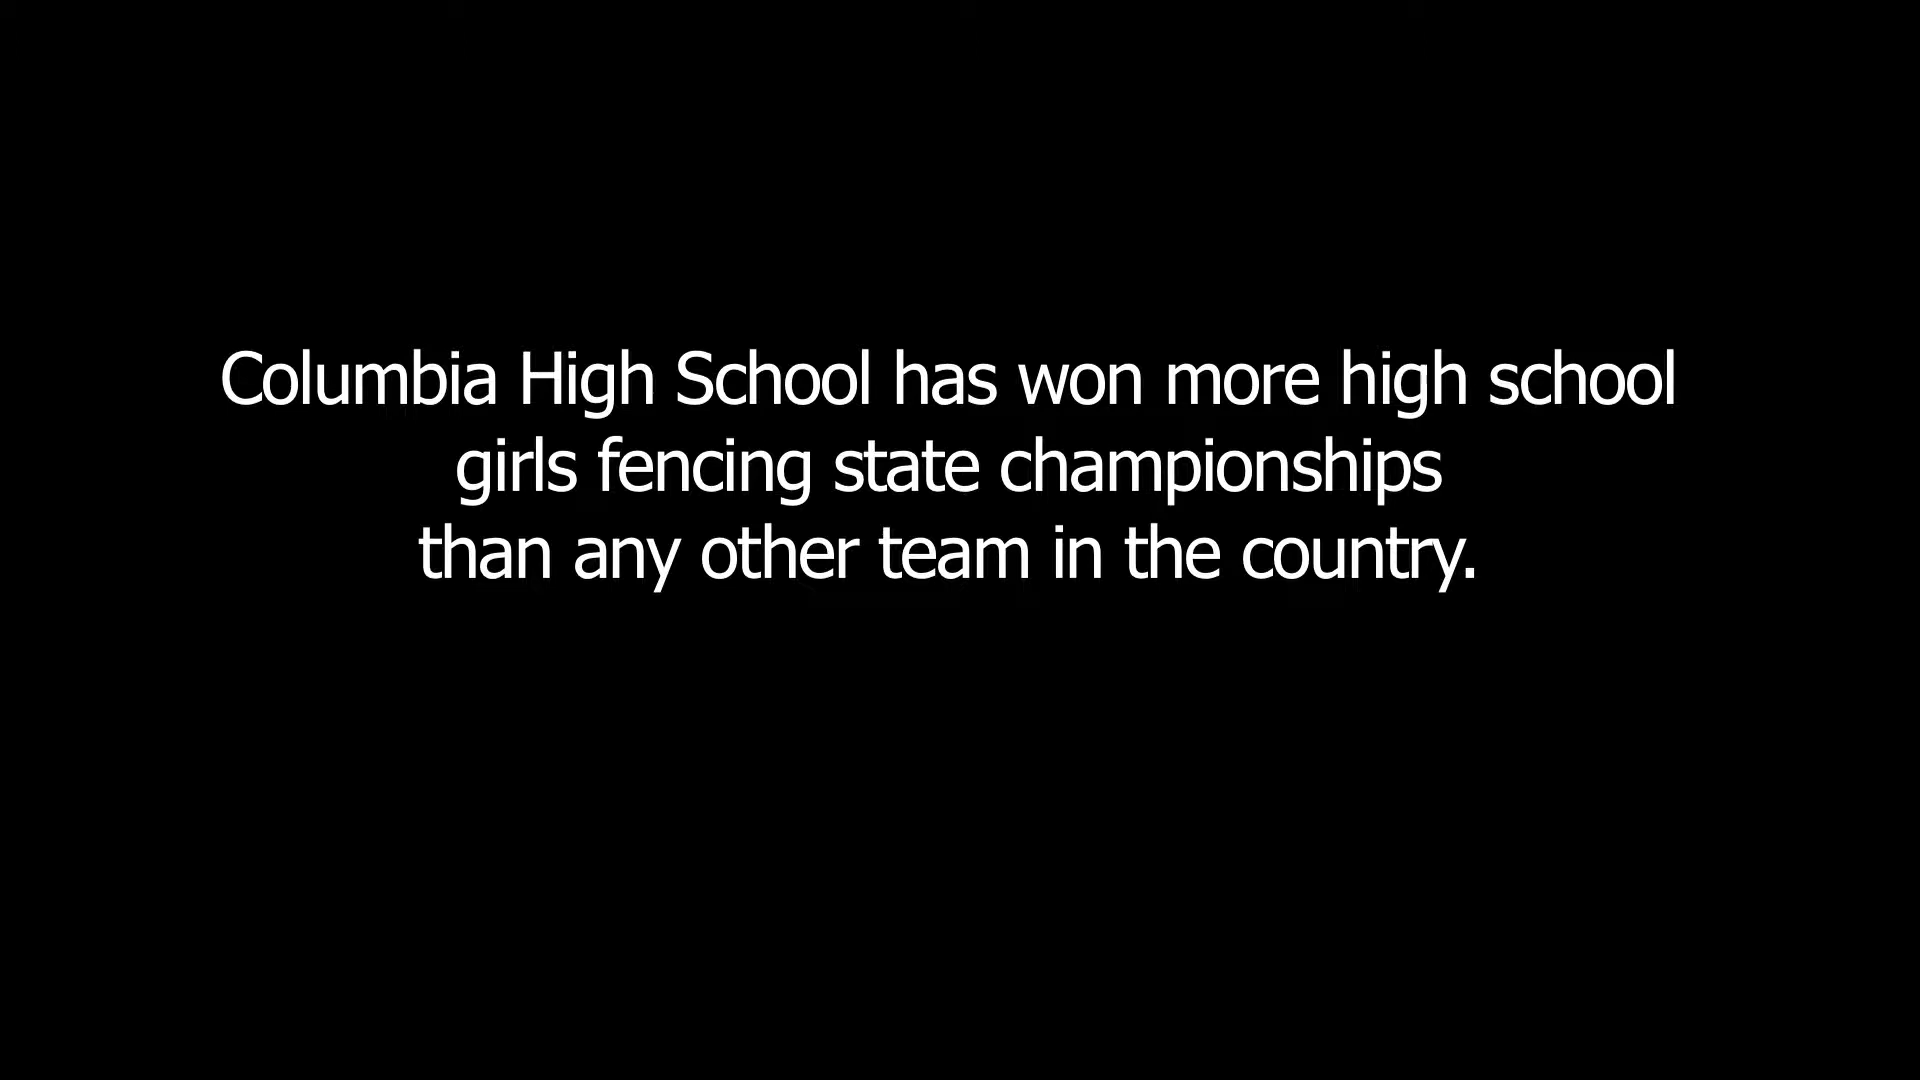 Columbia High School has won more high school
girls fencing state championships
than any other team in the country.